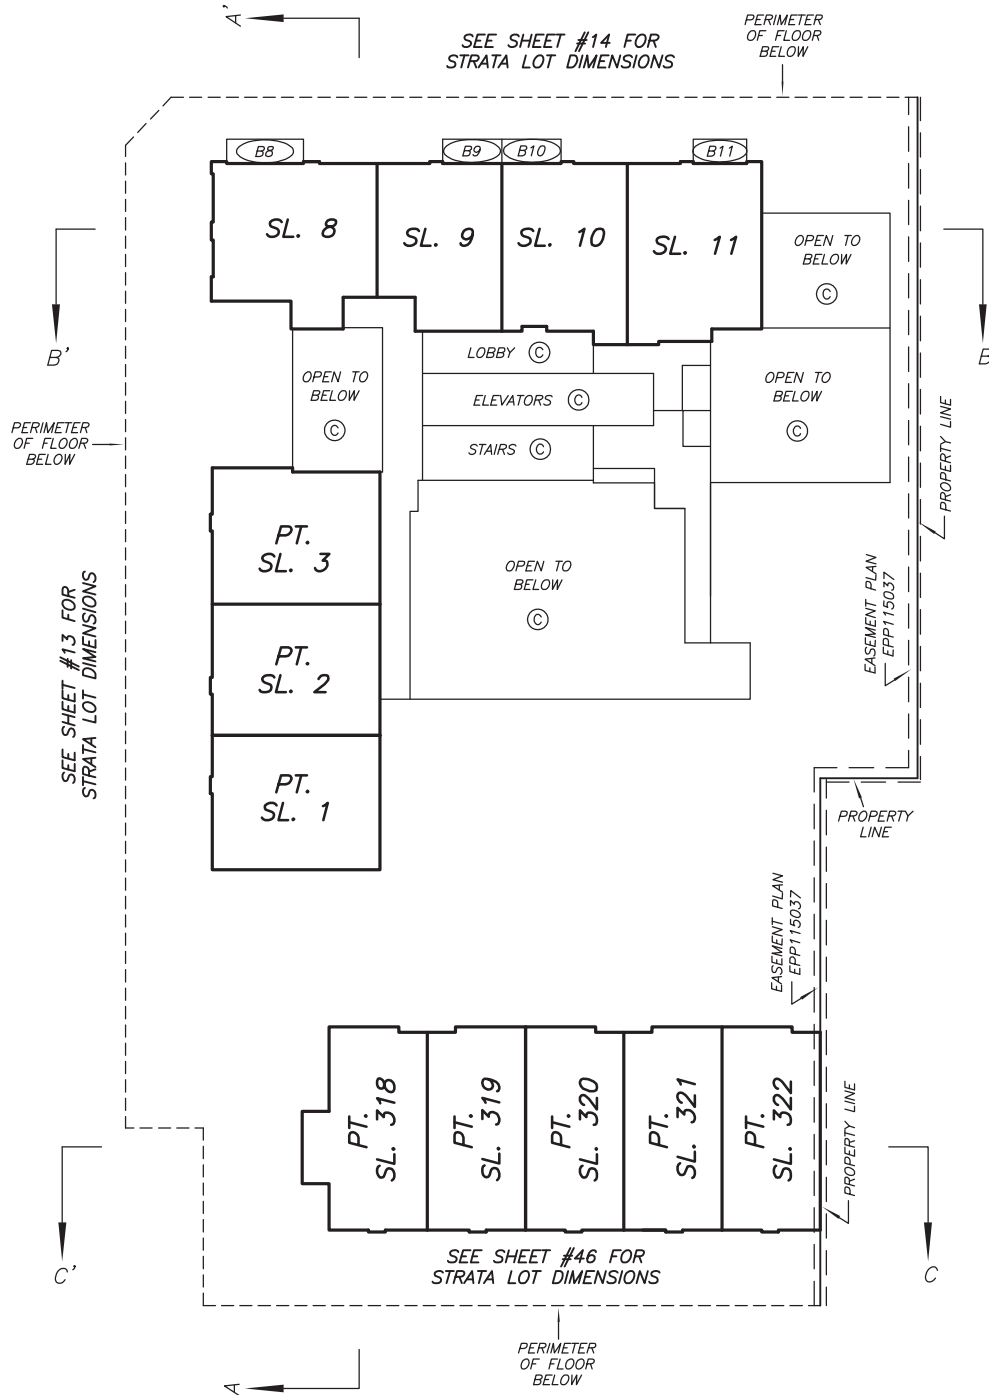 A'
SEE SHEET #14 FOR
STRATA LOT DIMENSIONS
PERIMETER
OF FLOOR
BELOW
B8
B9
B10
B11
SL. 8
SL. 9
SL. 10
SL. 11
OPEN TO
BELOW
C
B'
B
LOBBY C
OPEN TO
BELOW
C
ELEVATORS C
OPEN TO
BELOW
C
STAIRS C
PERIMETER
OF FLOOR
BELOW
PROPERTY LINE
PT.
SL. 3
OPEN TO
BELOW
C
EASEMENT PLAN
EPP115037
SEE SHEET #13 FOR
STRATA LOT DIMENSIONS
PT.
SL. 2
PT.
SL. 1
PROPERTY
LINE
EASEMENT PLAN
EPP115037
PT.
SL. 318
PT.
SL. 319
PT.
SL. 320
PT.
SL. 321
PT.
SL. 322
PROPERTY LINE
C'
C
SEE SHEET #46 FOR
STRATA LOT DIMENSIONS
PERIMETER
OF FLOOR
BELOW
A